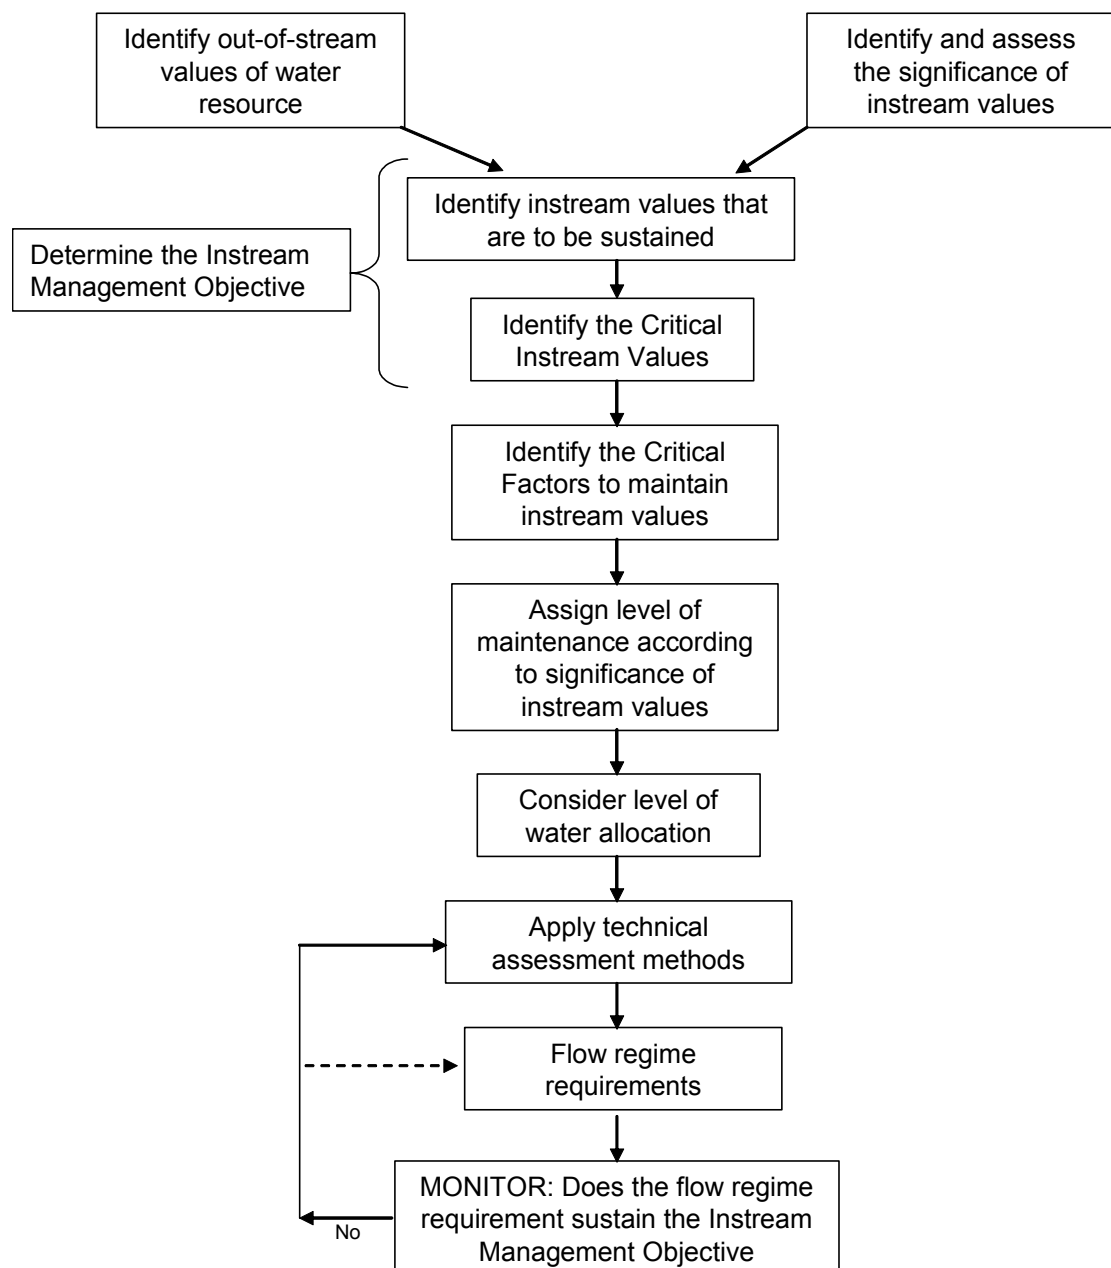 Identify out-of-stream
values of water
resource
Identify and assess
the significance of
instream values
Identify instream values that
are to be sustained
Determine the Instream
Management Objective
Identify the Critical
Instream Values
Identify the Critical
Factors to maintain
instream values
Assign level of
maintenance according
to significance of
instream values
Consider level of
water allocation
Apply technical
assessment methods
Flow regime
requirements
MONITOR: Does the flow regime
requirement sustain the Instream
Management Objective
No